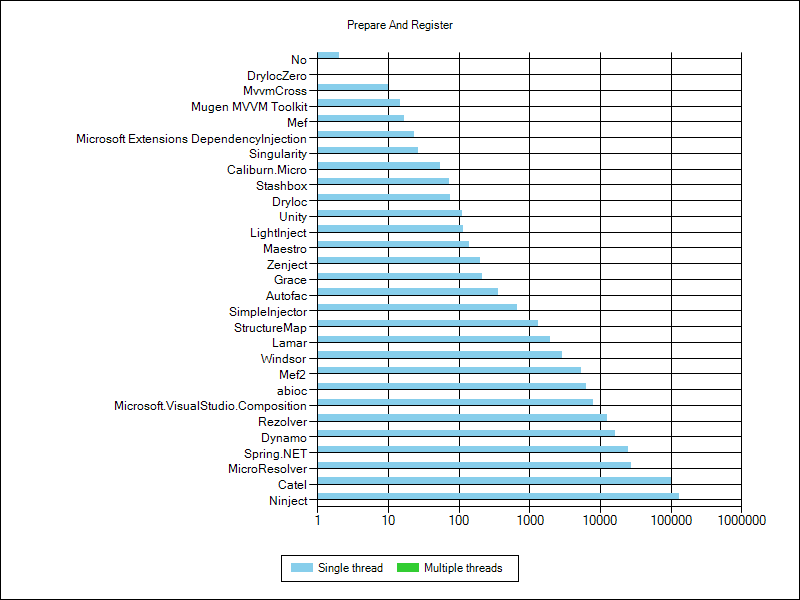 Prepare And Register
No
DryIocZero
MvvmCross
Mugen MVVM Toolkit
Mef
Microsoft Extensions DependencyInjection
Singularity
Caliburn.Micro
Stashbox
DryIoc
Unity
LightInject
Maestro
Zenject
Grace
Autofac
SimpleInjector
StructureMap
Lamar
Windsor
Mef2
abioc
Microsoft.VisualStudio.Composition
Rezolver
Dynamo
Spring.NET
MicroResolver
Catel
Ninject
1 10 100 1000 10000 100000 1000000
Single thread Multiple threads